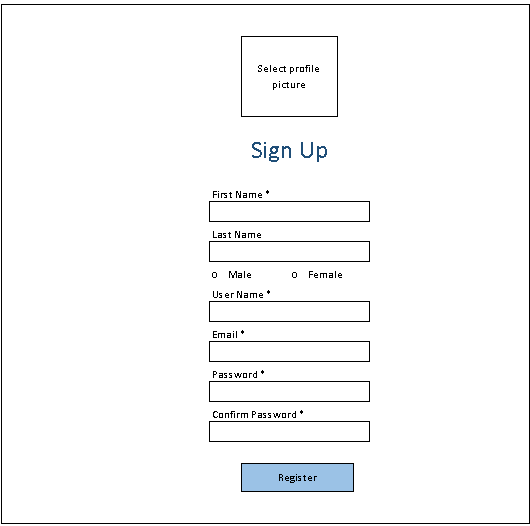 Select profile
picture
Sign Up
First Name *
Last Name
o Male o Female
User Name *
Email *
Password *
Confirm Password *
Register